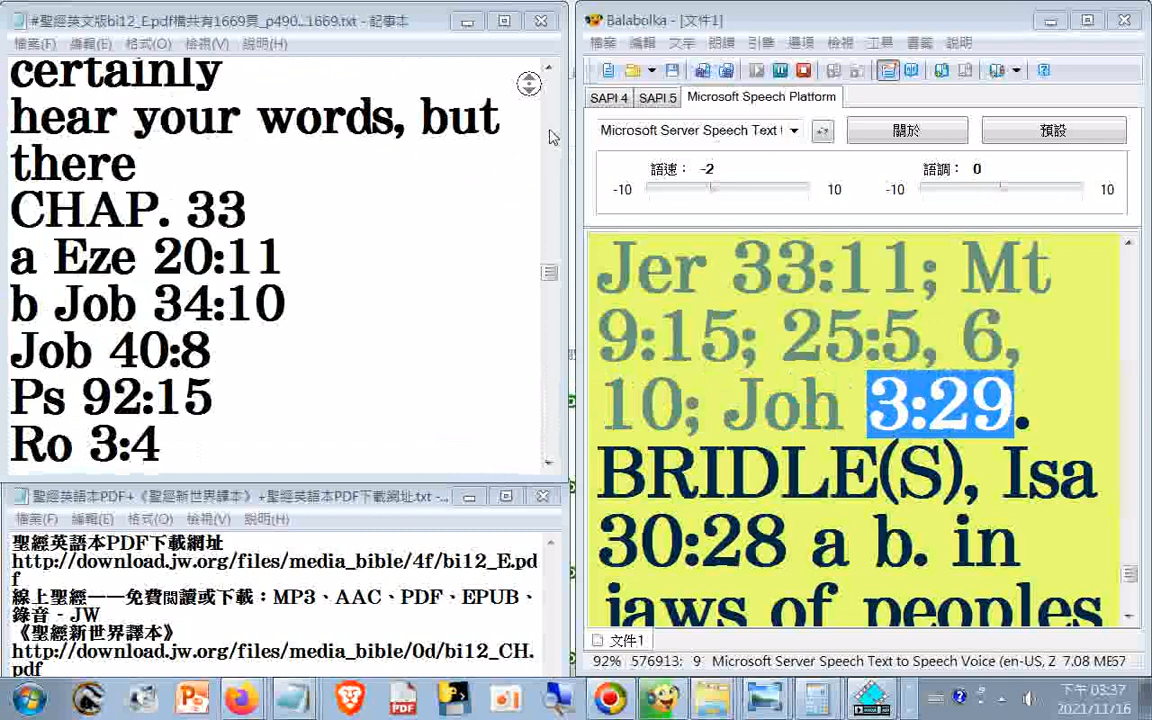 #聖經英文版bi12_E.pdf檔共有1669頁_p490...1669.txt - 記事本
檔案(F) 編輯(E) 格式(O) 檢視(V) 說明(H)
certainly
hear your words, but
there
CHAP. 33
a Eze 20:11
b Job 34:10
Job 40:8
Ps 92:15
Ro 3:4
聖經英語本PDF+《聖經新世界譯本》+聖經英語本PDF下載網址.txt - ...
檔案(F) 編輯(E) 格式(O) 檢視(V) 說明(H)
聖經英語本PDF下載網址
http://download.jw.org/files/media_bible/4f/bi12_E.pd
f
線上聖經——免費閱讀或下載：MP3、AAC、PDF、EPUB、
錄音 - JW
《聖經新世界譯本》
http://download.jw.org/files/media_bible/0d/bi12_CH.
pdf
Balabolka - [文件1]
檔案 編輯 文字 朗讀 引擎 選項 檢視 工具 書籤 說明
SAPI 4 SAPI 5 Microsoft Speech Platform
Microsoft Server Speech Text 關於 預設
語速： -2 語調： 0
-10 10 -10 10
Jer 33:11; Mt
9:15; 25:5, 6,
10; Joh 3:29.
BRIDLE(S), Isa
30:28 a b. in
jaws of peoples
文件1
92% 576913: 9 Microsoft Server Speech Text to Speech Voice (en-US, Z 7.08 ME57
PDF
下午 03:37
2021/11/16